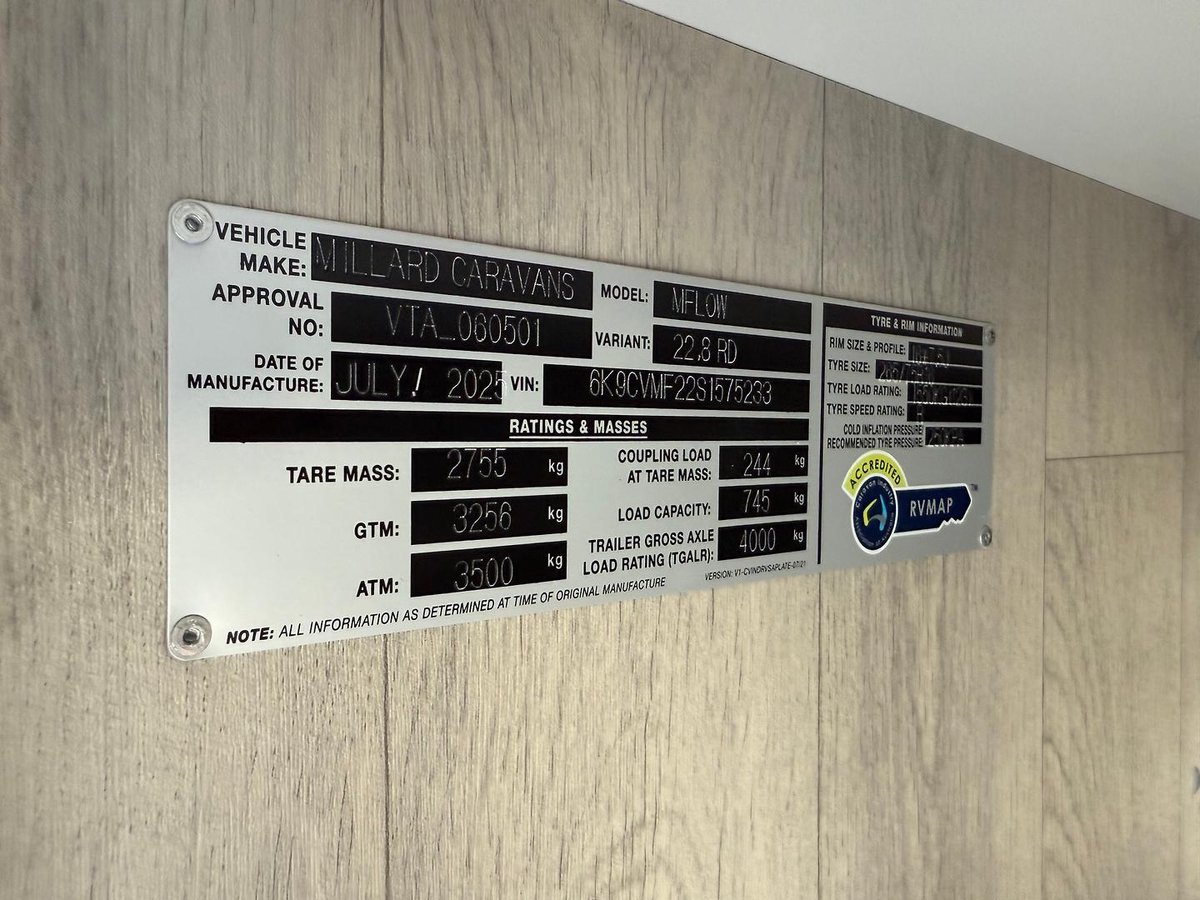 VEHICLE MAKE: MILLARD CARAVANS
MODEL: MFLOW
APPROVAL NO: VTA_060501
VARIANT: 22.8 RD
DATE OF MANUFACTURE: JULY/ 2025
VIN: 6K9CVMF22S1575233
RATINGS & MASSES
TARE MASS: 2755 kg
GTM: 3256 kg
ATM: 3500 kg
COUPLING LOAD AT TARE MASS: 244 kg
LOAD CAPACITY: 745 kg
TRAILER GROSS AXLE LOAD RATING (TGALR): 4000 kg
NOTE: ALL INFORMATION AS DETERMINED AT TIME OF ORIGINAL MANUFACTURE
VERSION: V1-CVINDRVSAPLATE-07/21
TYRE & RIM INFORMATION
RIM SIZE & PROFILE:
TYRE SIZE:
TYRE LOAD RATING:
TYRE SPEED RATING:
COLD INFLATION PRESSURE/
RECOMMENDED TYRE PRESSURE:
ACCREDITED
Caravan Industry
RVMAP
TM